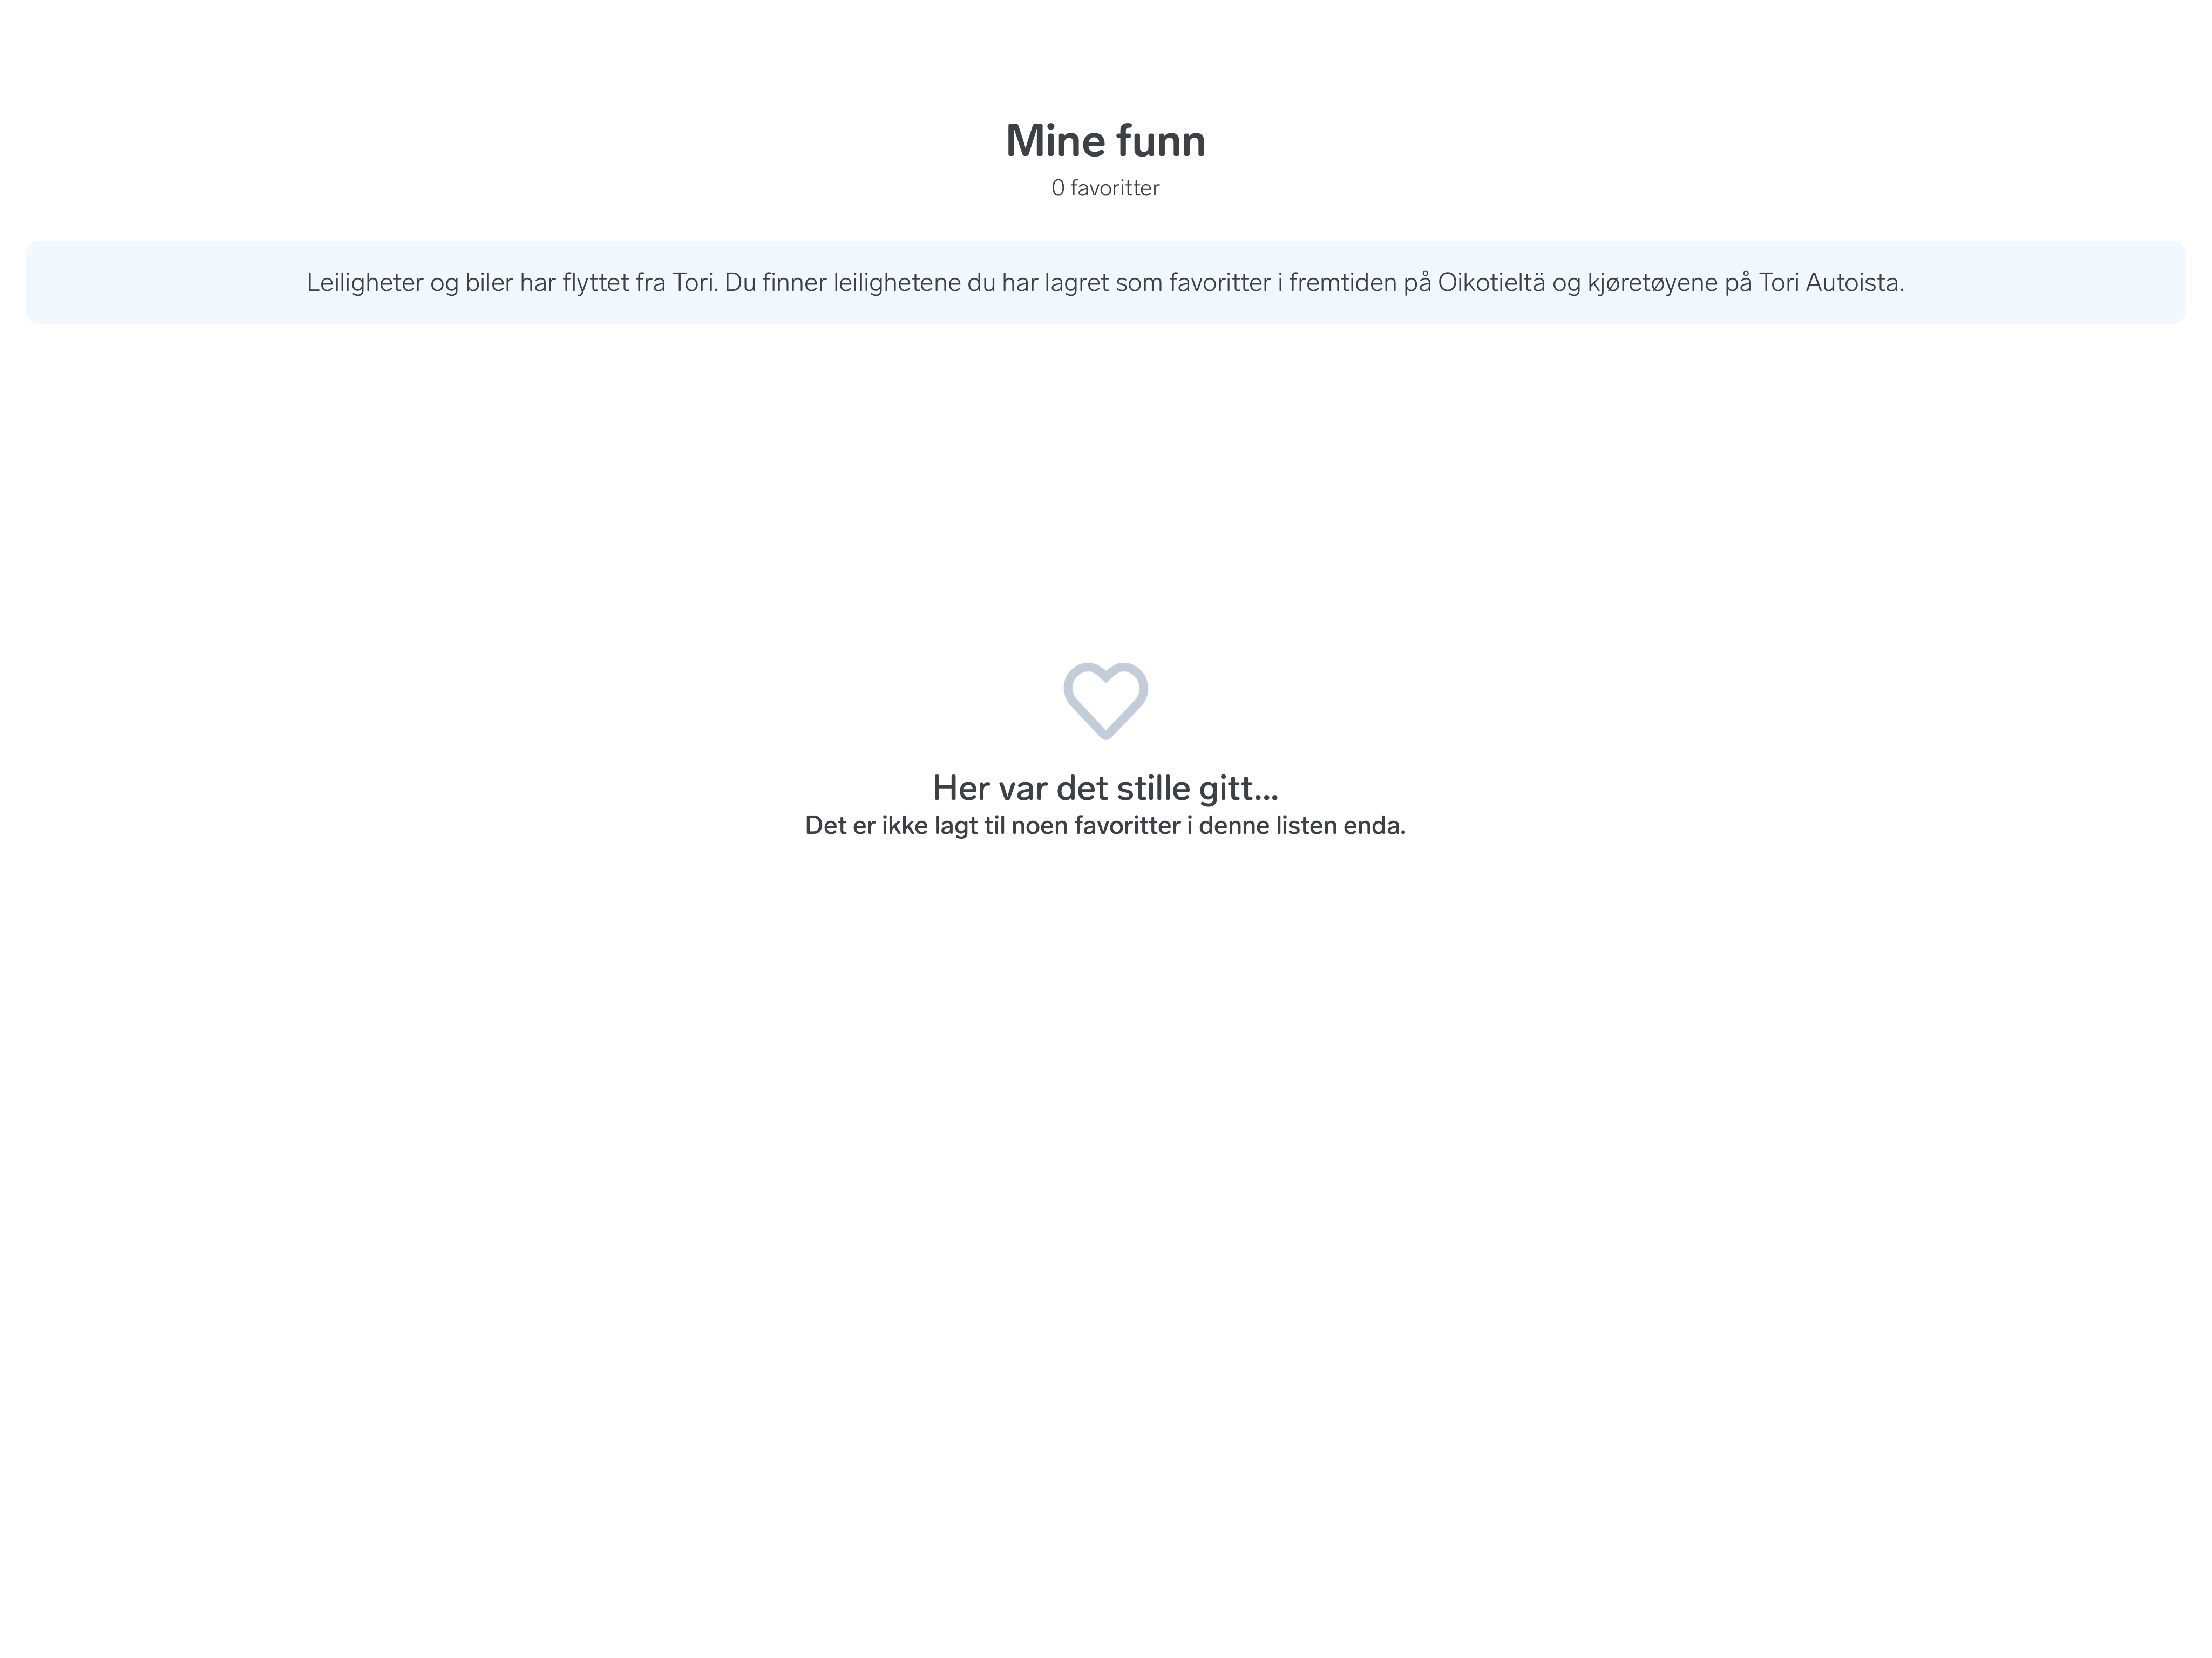 Mine funn
0 favoritter
Leiligheter og biler har flyttet fra Tori. Du finner leilighetene du har lagret som favoritter i fremtiden på Oikotieltä og kjøretøyene på Tori Autoista.
Her var det stille gitt...
Det er ikke lagt til noen favoritter i denne listen enda.